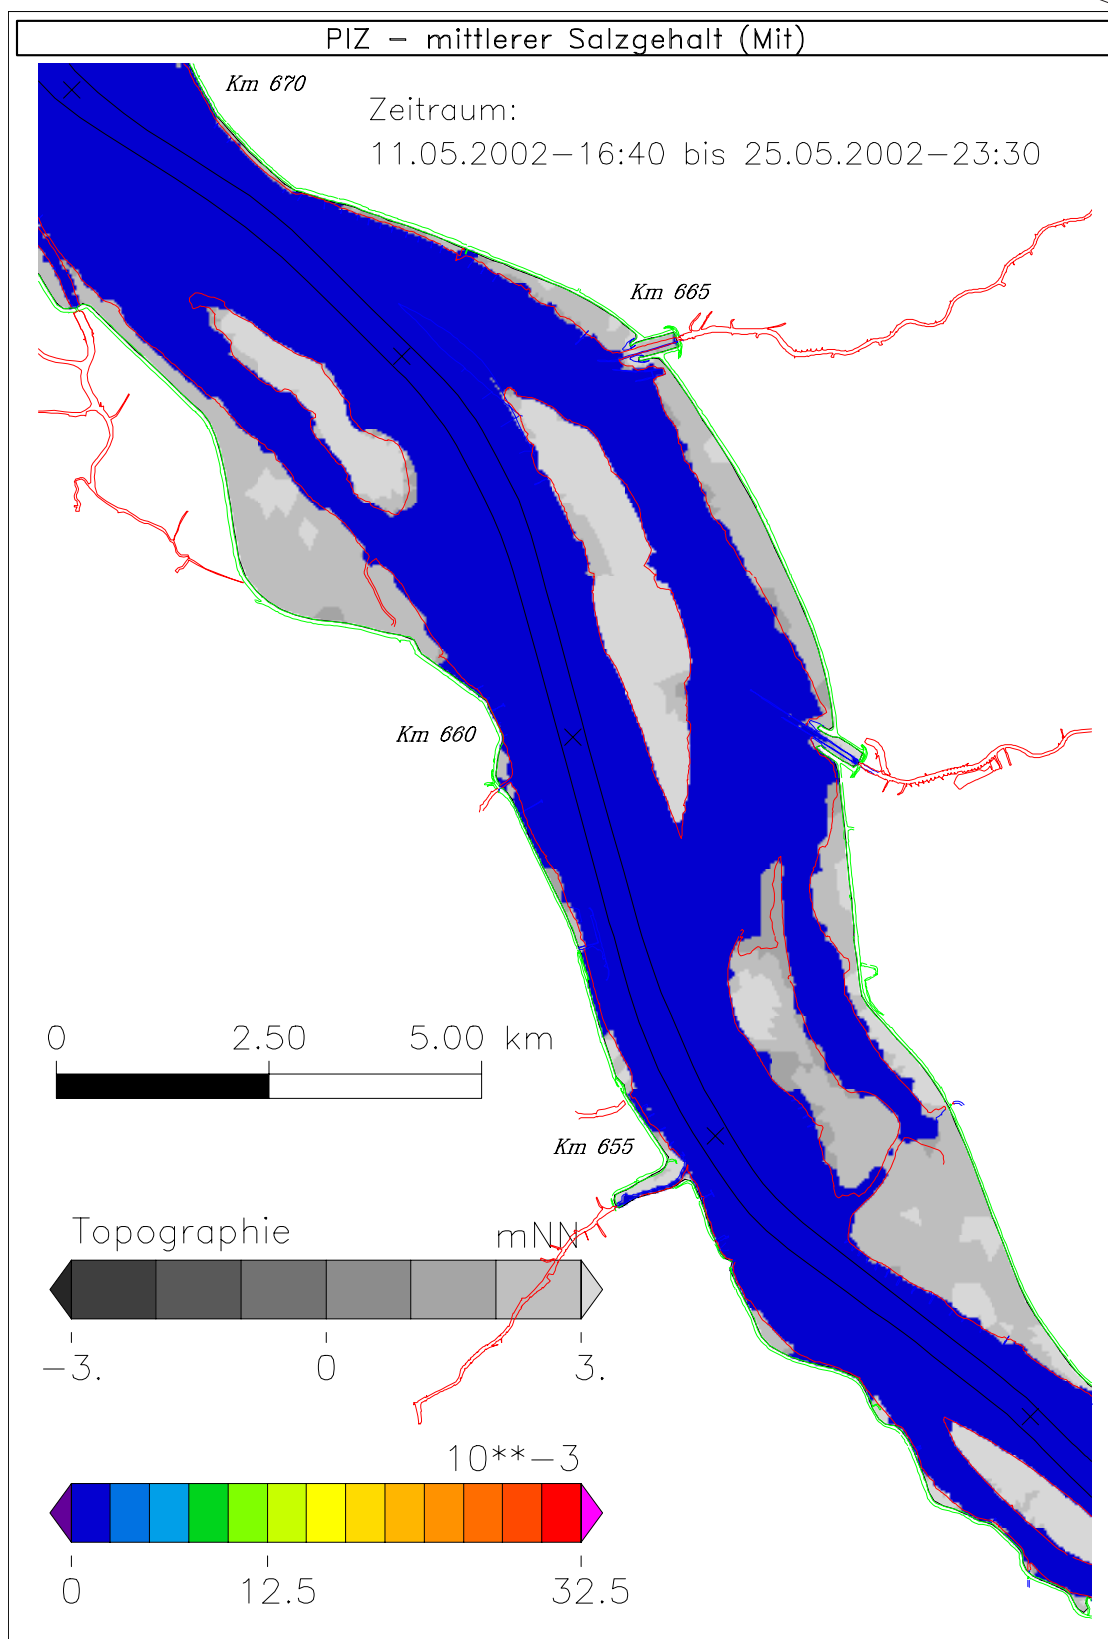 PIZ – mittlerer Salzgehalt (Mit)
Km 670
Zeitraum:
11.05.2002–16:40 bis 25.05.2002–23:30
Km 665
Km 660
0 2.50 5.00 km
Km 655
Topographie mNN
−3. 0 3.
10**−3
0 12.5 32.5